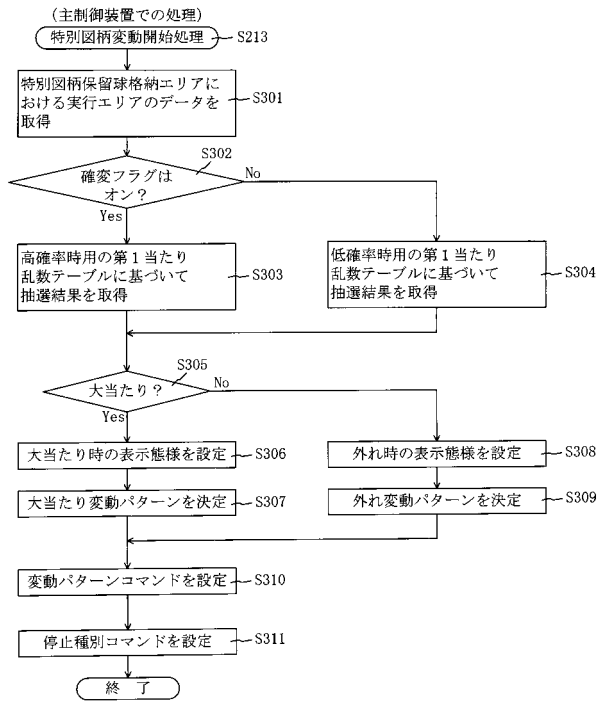 (主制御装置での処理)
特別図柄変動開始処理
S213
特別図柄保留球格納エリアに
おける実行エリアのデータを
取得
S301
S302
確変フラグは
オン?
No
Yes
高確率時用の第1当たり
乱数テーブルに基づいて
抽選結果を取得
S303
低確率時用の第1当たり
乱数テーブルに基づいて
抽選結果を取得
S304
S305
大当たり?
No
Yes
大当たり時の表示態様を設定
S306
外れ時の表示態様を設定
S308
大当たり変動パターンを決定
S307
外れ変動パターンを決定
S309
変動パターンコマンドを設定
S310
停止種別コマンドを設定
S311
終 了